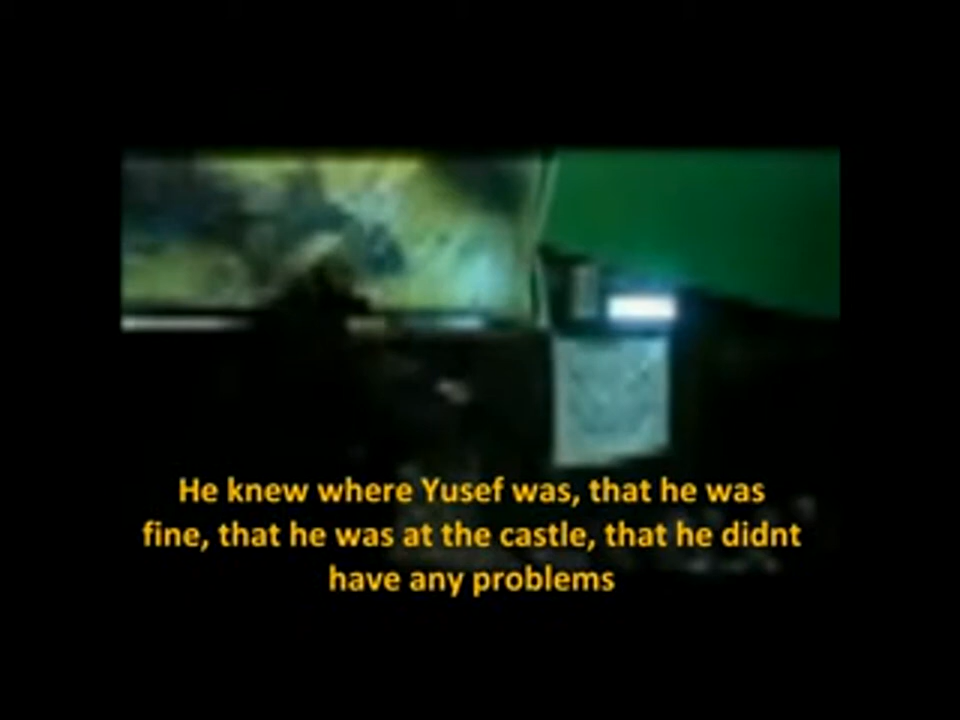 He knew where Yusef was, that he was
fine, that he was at the castle, that he didnt
have any problems